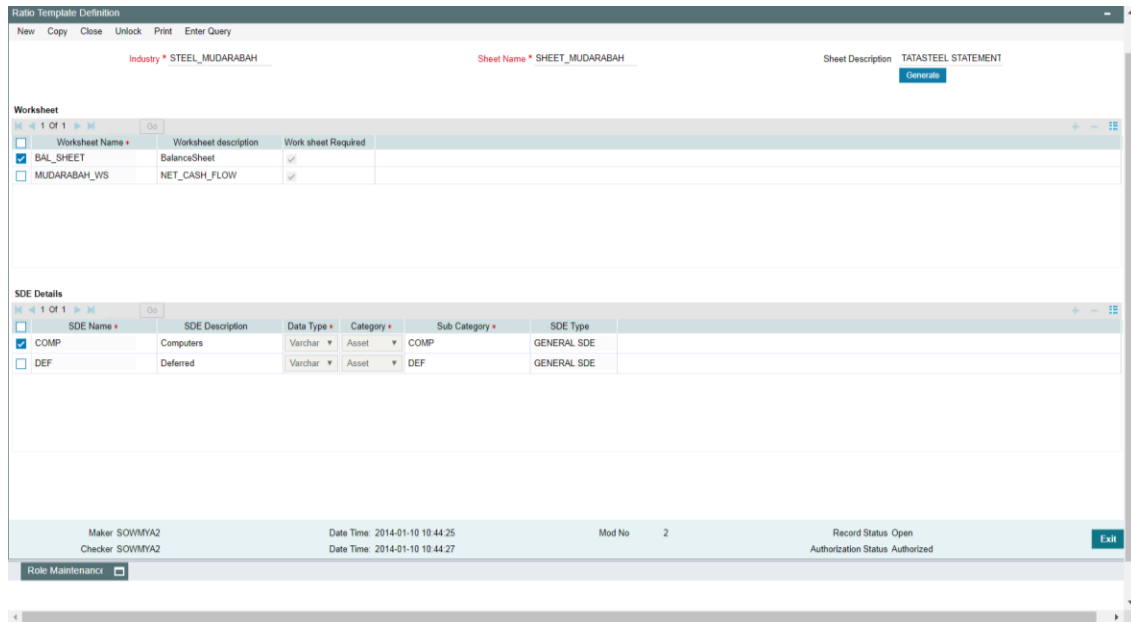 Ratio Template Definition
New Copy Close Unlock Print Enter Query
Industry * STEEL_MUDARABAH Sheet Name * SHEET_MUDARABAH Sheet Description TATASTEEL STATEMENT
Generate
Worksheet
1 Of 1 Go
Worksheet Name * Worksheet description Work sheet Required
BAL_SHEET BalanceSheet
MUDARABAH_WS NET_CASH_FLOW
SDE Details
1 Of 1 Go
SDE Name * SDE Description Data Type * Category * Sub Category * SDE Type
COMP Computers Varchar Asset COMP GENERAL SDE
DEF Deferred Varchar Asset DEF GENERAL SDE
Maker SOWMYA2 Date Time: 2014-01-10 10:44:25 Mod No 2 Record Status Open
Exit
Checker SOWMYA2 Date Time: 2014-01-10 10:44:27 Authorization Status Authorized
Role Maintenance